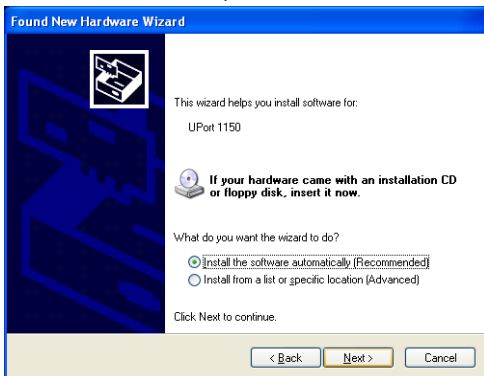 Found New Hardware Wizard
This wizard helps you install software for:
UPort 1150
If your hardware came with an installation CD
or floppy disk, insert it now.
What do you want the wizard to do?
Install the software automatically (Recommended)
Install from a list or specific location (Advanced)
Click Next to continue.
< Back Next > Cancel